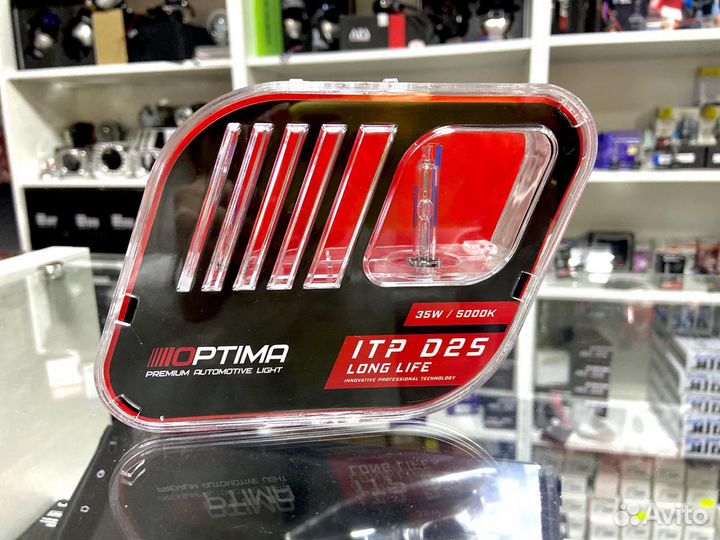 35W / 5000K
OPTIMA
PREMIUM AUTOMOTIVE LIGHT
ITP D2S
LONG LIFE
INNOVATIVE PROFESSIONAL TECHNOLOGY
Avito